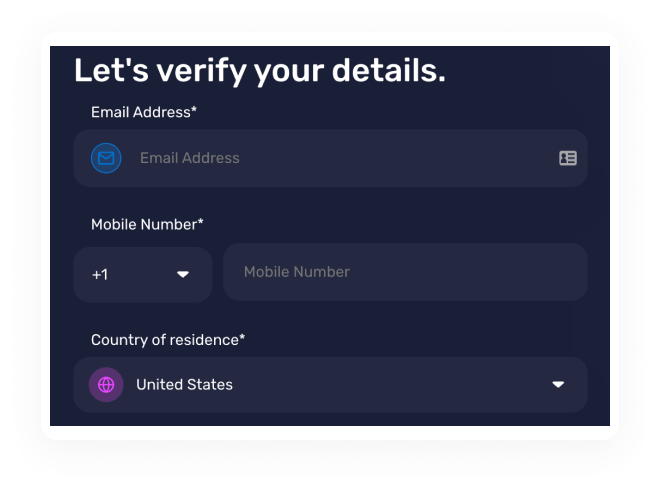 Let's verify your details.
Email Address*
Email Address
Mobile Number*
+1
Mobile Number
Country of residence*
United States